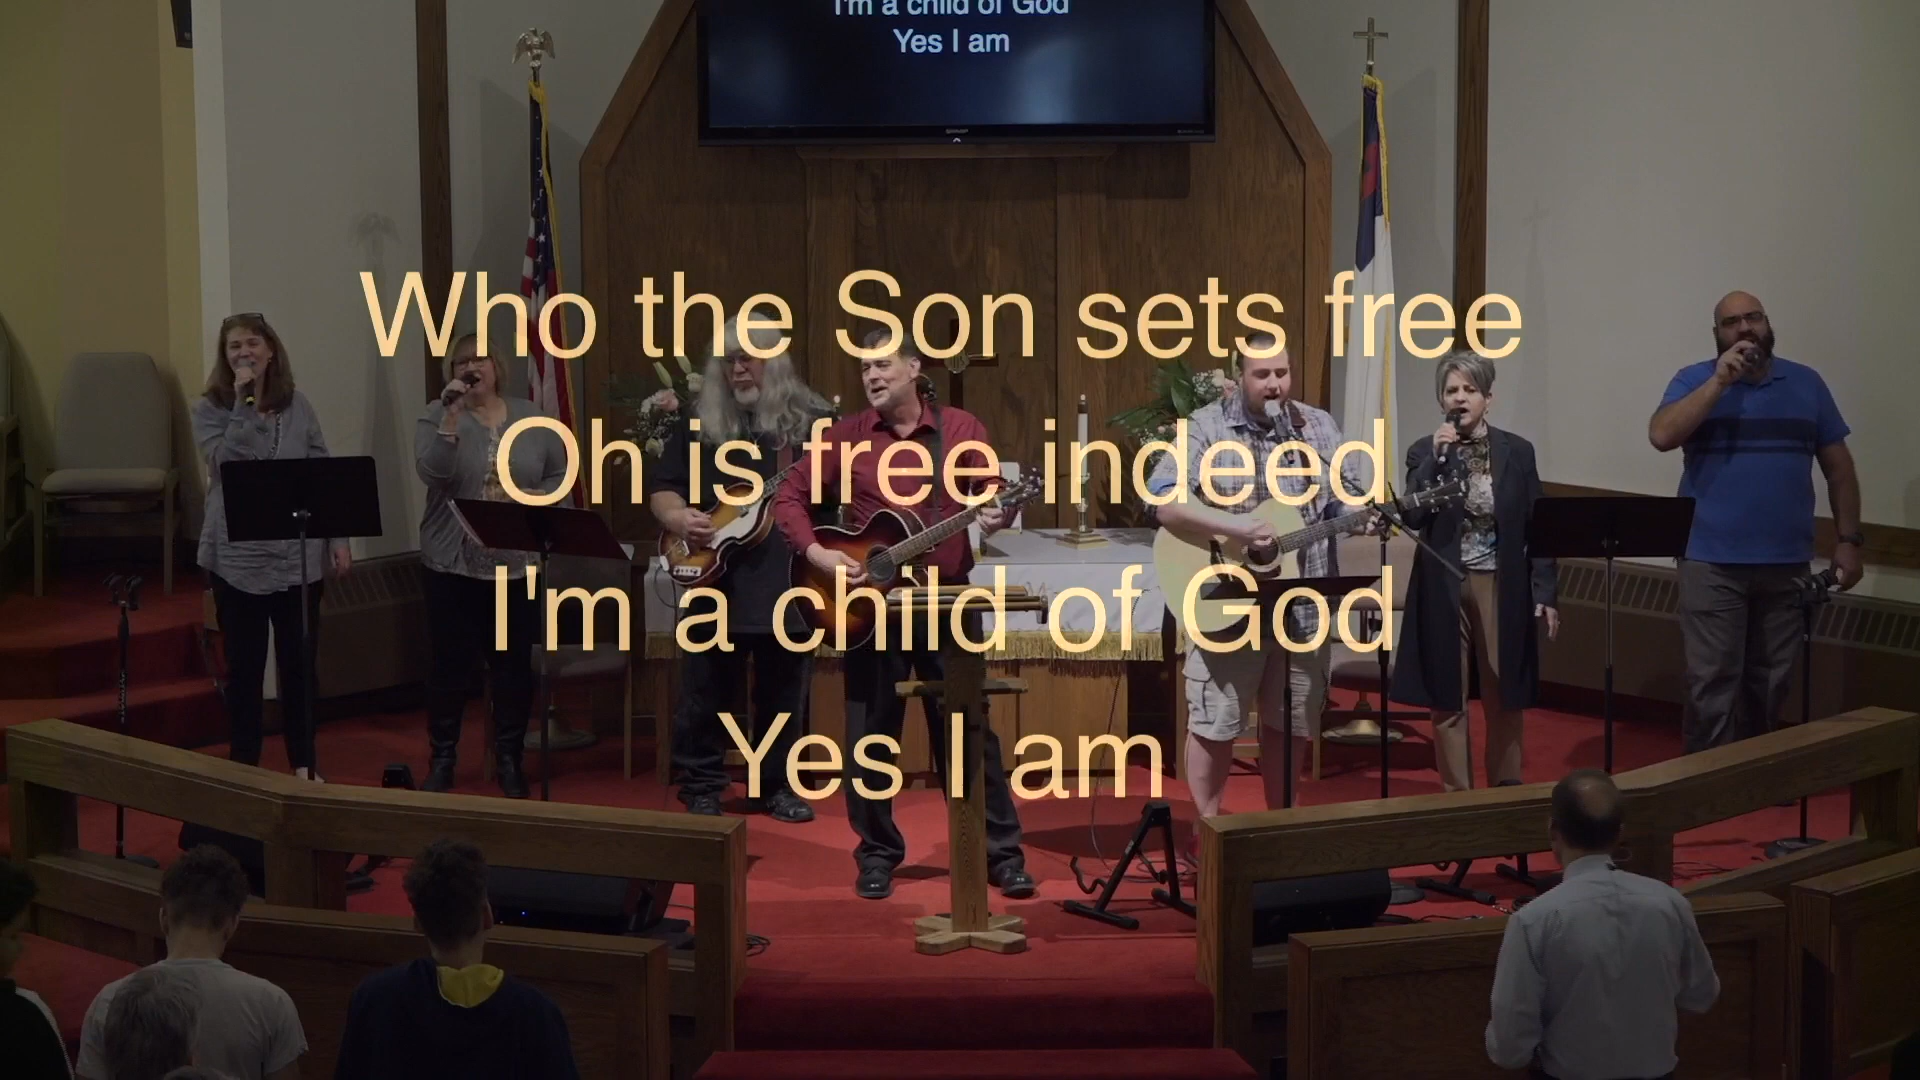 I'm a child of God
Yes I am
Who the Son sets free
Oh is free indeed
I'm a child of God
Yes I am